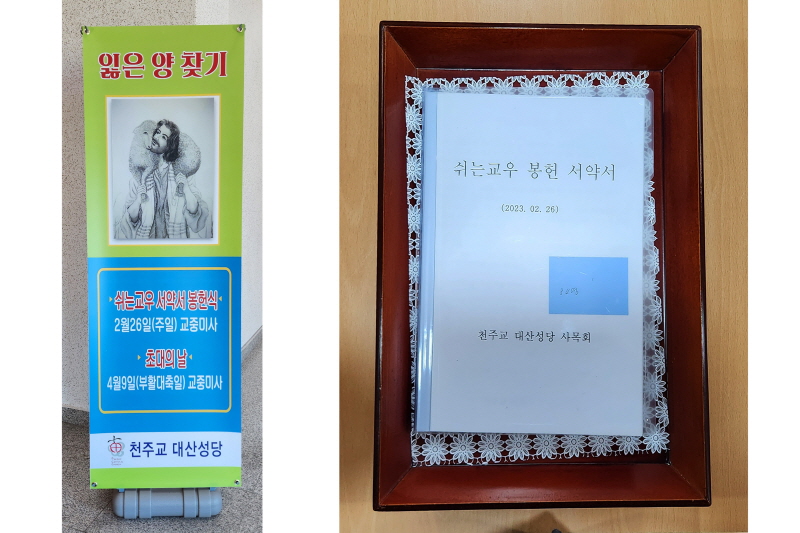 잃은 양 찾기
쉬는교우 서약서 봉헌식
2월26일(주일) 교중미사
초대의 날
4월9일(부활대축일) 교중미사
천주교 대산성당
쉬는교우 봉헌 서약서
(2023. 02. 26)
천주교 대산성당 사목회